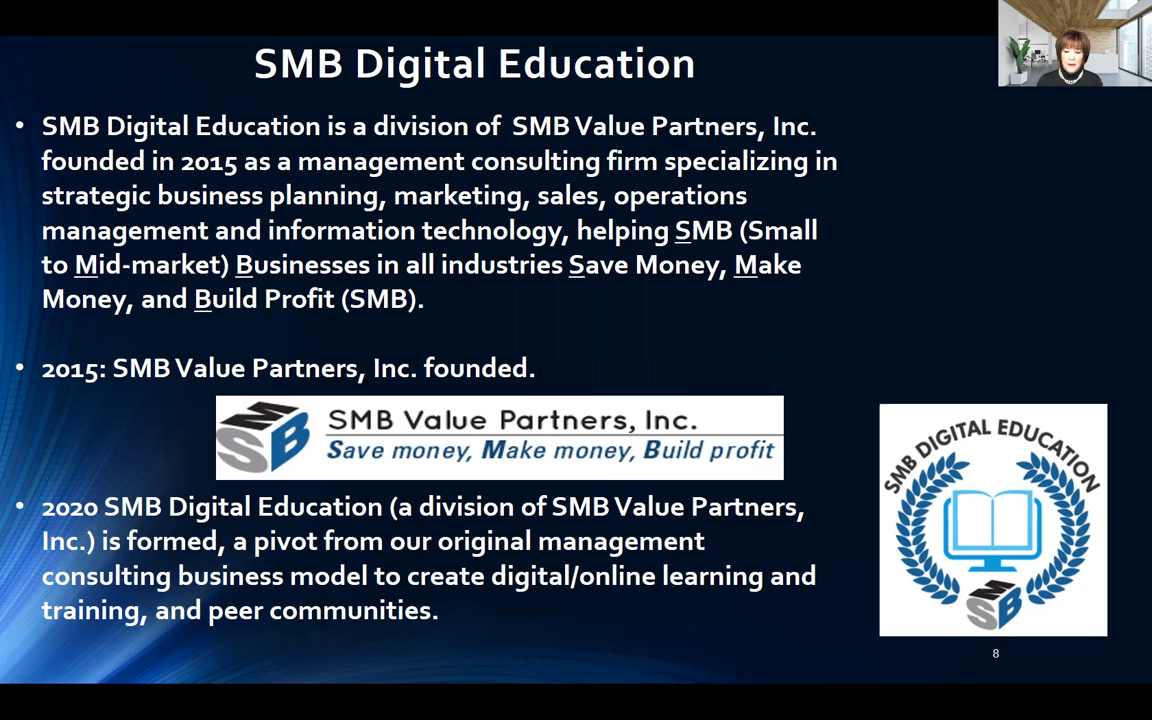 SMB Digital Education
• SMB Digital Education is a division of SMB Value Partners, Inc.
founded in 2015 as a management consulting firm specializing in
strategic business planning, marketing, sales, operations
management and information technology, helping SMB (Small
to Mid-market) Businesses in all industries Save Money, Make
Money, and Build Profit (SMB).
• 2015: SMB Value Partners, Inc. founded.
SMB
SMB Value Partners, Inc.
Save money, Make money, Build profit
• 2020 SMB Digital Education (a division of SMB Value Partners,
Inc.) is formed, a pivot from our original management
consulting business model to create digital/online learning and
training, and peer communities.
SMB DIGITAL EDUCATION
SMB
8